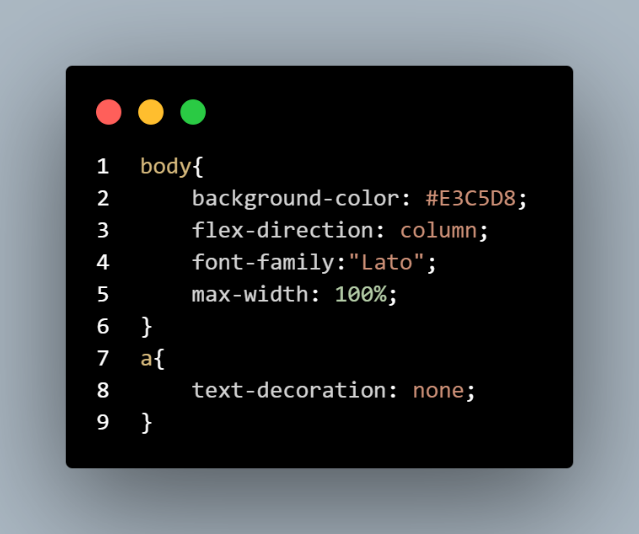 1 body{
2     background-color: #E3C5D8;
3     flex-direction: column;
4     font-family:"Lato";
5     max-width: 100%;
6 }
7 a{
8     text-decoration: none;
9 }